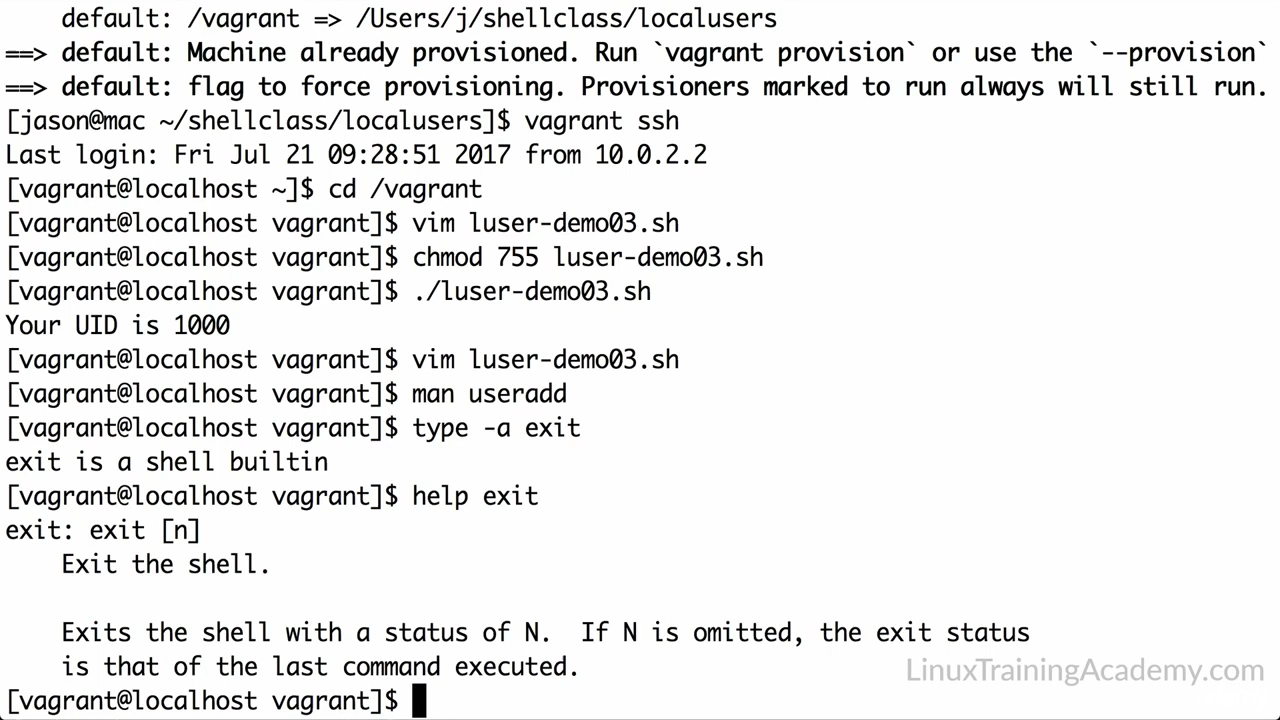 default: /vagrant => /Users/j/shellclass/localusers
==> default: Machine already provisioned. Run `vagrant provision` or use the `--provision`
==> default: flag to force provisioning. Provisioners marked to run always will still run.
[jason@mac ~/shellclass/localusers]$ vagrant ssh
Last login: Fri Jul 21 09:28:51 2017 from 10.0.2.2
[vagrant@localhost ~]$ cd /vagrant
[vagrant@localhost vagrant]$ vim luser-demo03.sh
[vagrant@localhost vagrant]$ chmod 755 luser-demo03.sh
[vagrant@localhost vagrant]$ ./luser-demo03.sh
Your UID is 1000
[vagrant@localhost vagrant]$ vim luser-demo03.sh
[vagrant@localhost vagrant]$ man useradd
[vagrant@localhost vagrant]$ type -a exit
exit is a shell builtin
[vagrant@localhost vagrant]$ help exit
exit: exit [n]
    Exit the shell.

    Exits the shell with a status of N.  If N is omitted, the exit status
    is that of the last command executed.
LinuxTrainingAcademy.com
[vagrant@localhost vagrant]$